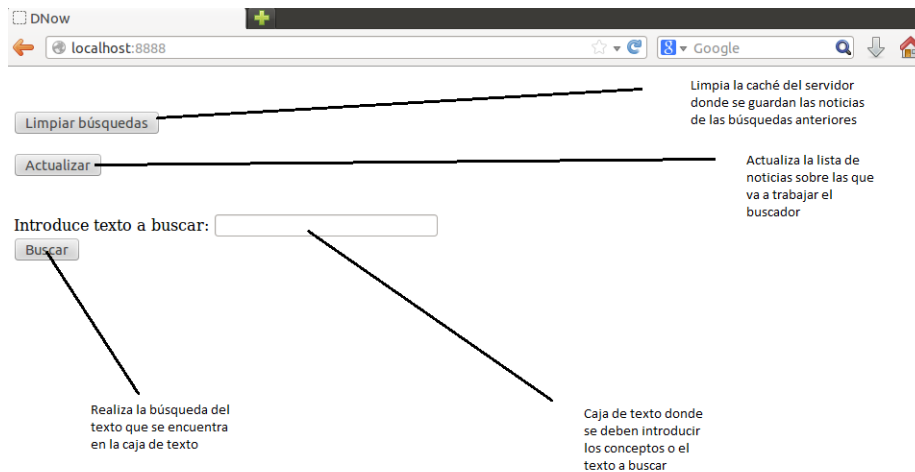 DNow
localhost:8888
Google
Limpia la caché del servidor
donde se guardan las noticias
de las búsquedas anteriores
Limpiar búsquedas
Actualizar
Actualiza la lista de
noticias sobre las que
va a trabajar el
buscador
Introduce texto a buscar:
Buscar
Realiza la búsqueda del
texto que se encuentra
en la caja de texto
Caja de texto donde
se deben introducir
los conceptos o el
texto a buscar